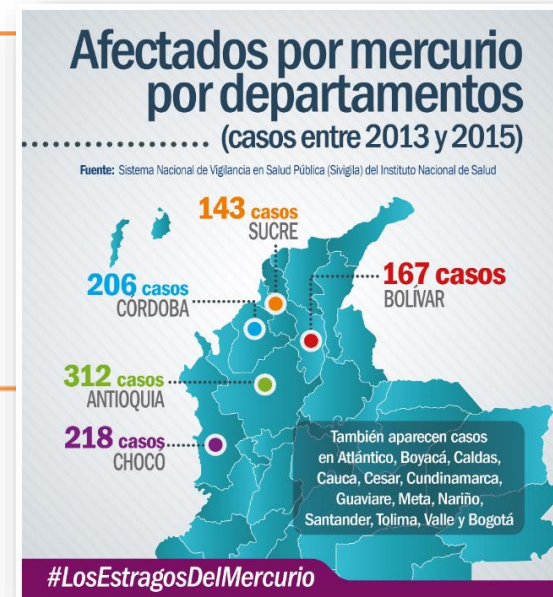 Afectados por mercurio
por departamentos
(casos entre 2013 y 2015)
Fuente: Sistema Nacional de Vigilancia en Salud Pública (Sivigila) del Instituto Nacional de Salud
143 casos
SUCRE
167 casos
BOLÍVAR
206 casos
CÓRDOBA
312 casos
ANTIOQUIA
218 casos
CHOCÓ
También aparecen casos
en Atlántico, Boyacá, Caldas,
Cauca, Cesar, Cundinamarca,
Guaviare, Meta, Nariño,
Santander, Tolima, Valle y Bogotá
#LosEstragosDelMercurio